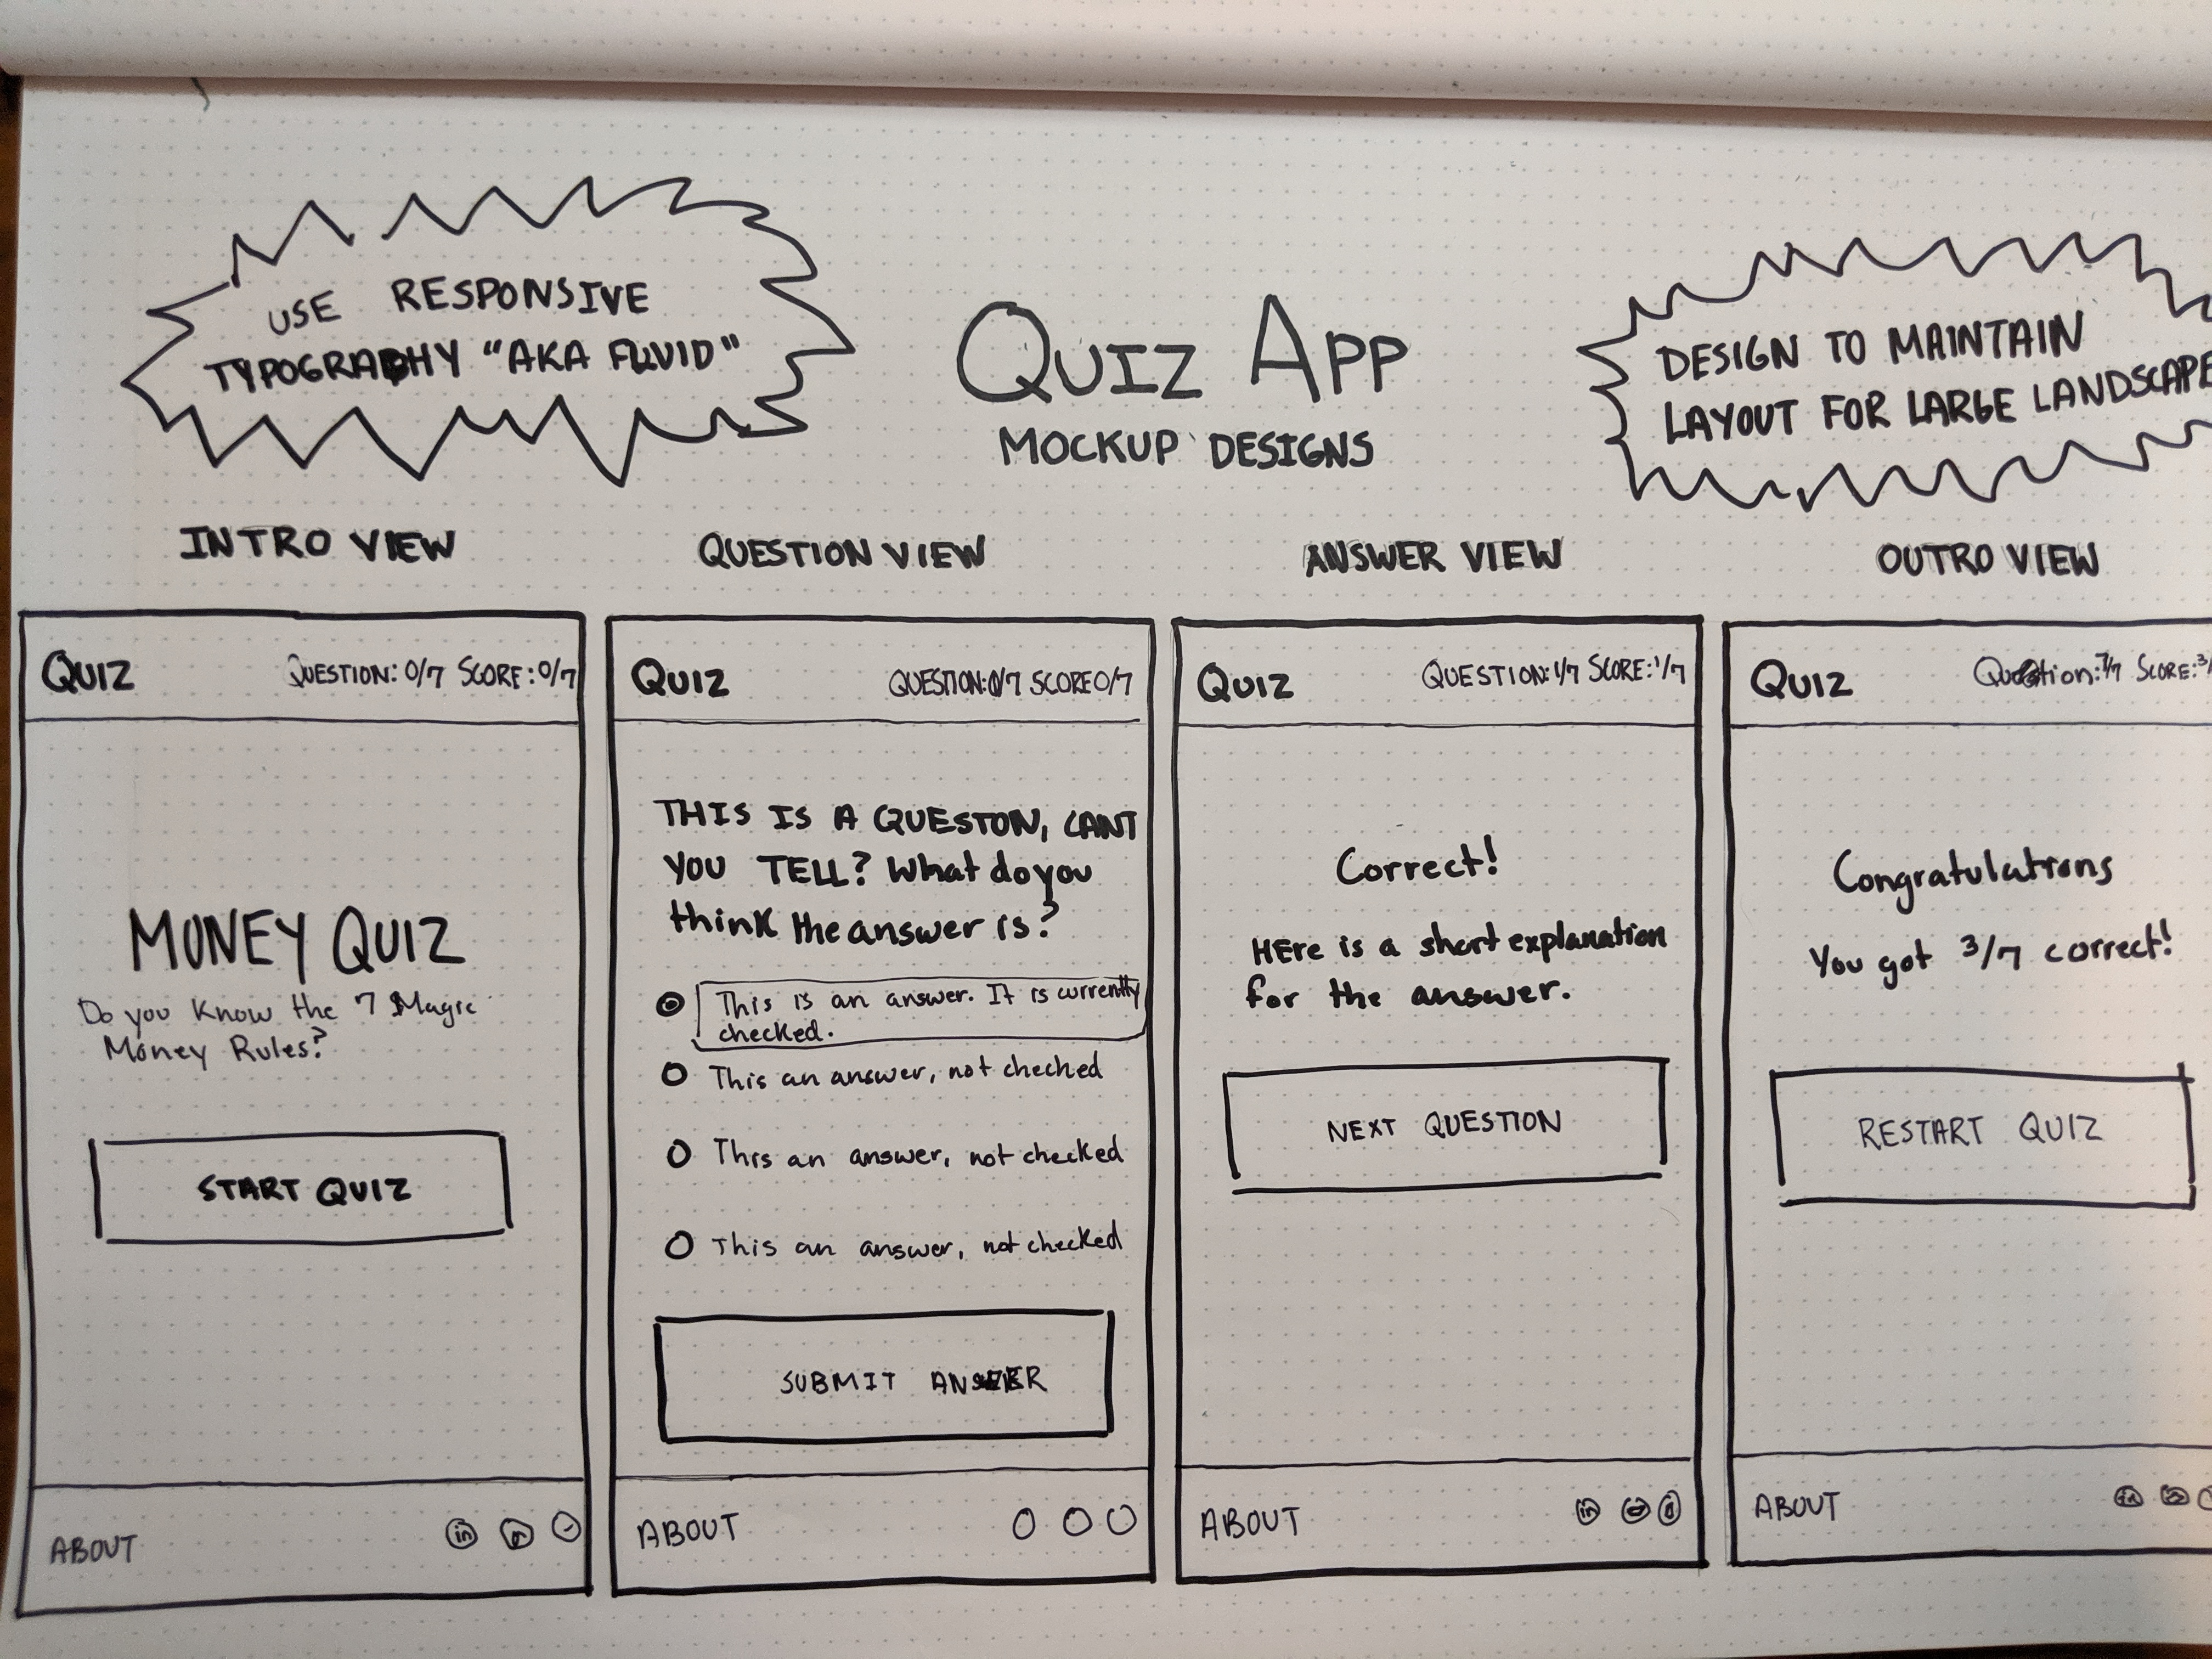 USE RESPONSIVE
TYPOGRAPHY "AKA FLUID"
QUIZ APP
MOCKUP DESIGNS
DESIGN TO MAINTAIN
LAYOUT FOR LARGE LANDSCAPE
INTRO VIEW
QUIZ QUESTION: 0/7 SCORE: 0/7
MONEY QUIZ
Do you Know the 7 Magic
Money Rules?
START QUIZ
ABOUT in
QUESTION VIEW
QUIZ QUESTION: 0/7 SCORE 0/7
THIS IS A QUESTON, CANT
YOU TELL? What do you
think the answer is?
This is an answer. It is currently
checked.
This an answer, not checked
This an answer, not checked
This an answer, not checked
SUBMIT ANSWER
ABOUT
ANSWER VIEW
QUIZ QUESTION: 1/7 SCORE: 1/7
Correct!
HEre is a short explanation
for the answer.
NEXT QUESTION
ABOUT in
OUTRO VIEW
QUIZ Question: 7/7 SCORE: 3/
Congratulations
You got 3/7 correct!
RESTART QUIZ
ABOUT in